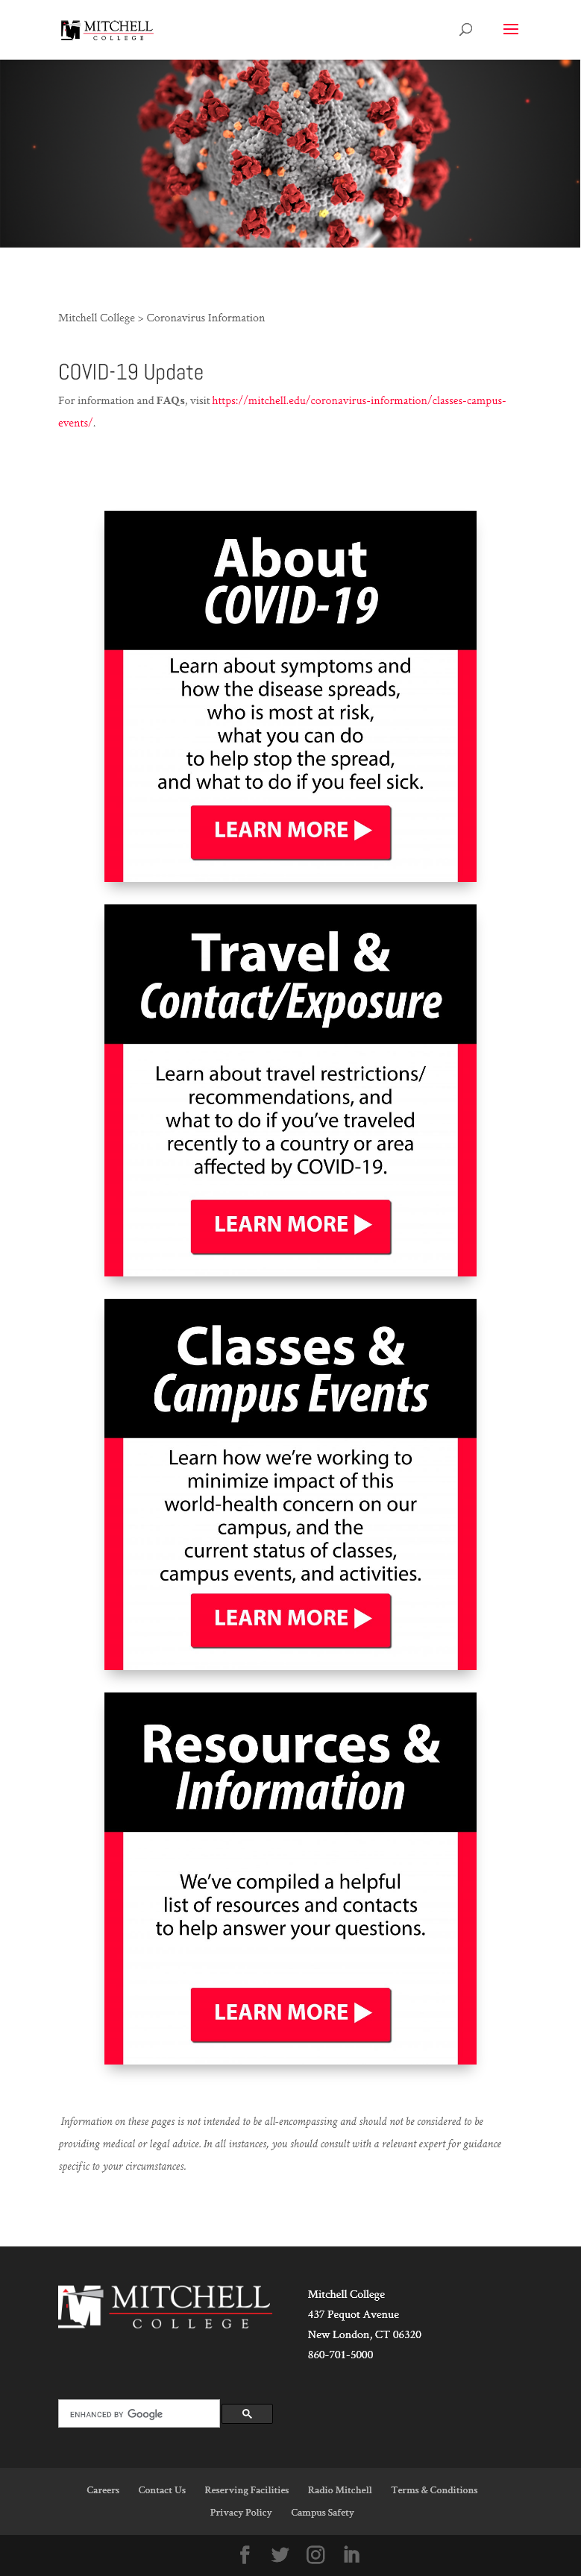 MITCHELL
COLLEGE
Mitchell College > Coronavirus Information
COVID-19 Update
For information and FAQs, visit https://mitchell.edu/coronavirus-information/classes-campus-
events/.
About
COVID-19
Learn about symptoms and
how the disease spreads,
who is most at risk,
what you can do
to help stop the spread,
and what to do if you feel sick.
LEARN MORE
Travel &
Contact/Exposure
Learn about travel restrictions/
recommendations, and
what to do if you've traveled
recently to a country or area
affected by COVID-19.
LEARN MORE
Classes &
Campus Events
Learn how we're working to
minimize impact of this
world-health concern on our
campus, and the
current status of classes,
campus events, and activities.
LEARN MORE
Resources &
Information
We've compiled a helpful
list of resources and contacts
to help answer your questions.
LEARN MORE
Information on these pages is not intended to be all-encompassing and should not be considered to be
providing medical or legal advice. In all instances, you should consult with a relevant expert for guidance
specific to your circumstances.
MITCHELL
COLLEGE
Mitchell College
437 Pequot Avenue
New London, CT 06320
860-701-5000
ENHANCED BY Google
Careers Contact Us Reserving Facilities Radio Mitchell Terms & Conditions
Privacy Policy Campus Safety